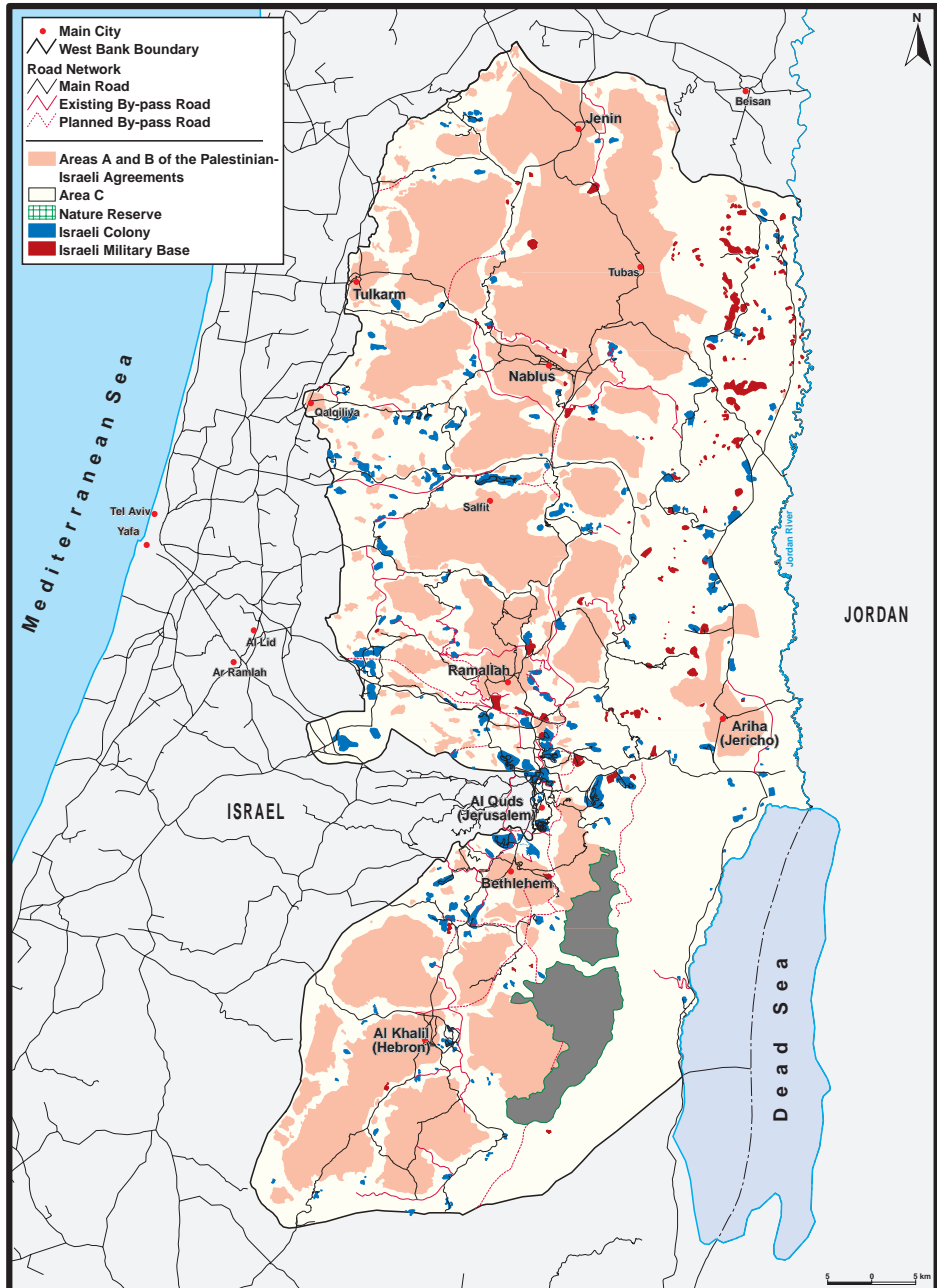 Main City
West Bank Boundary
Road Network
Main Road
Existing By-pass Road
Planned By-pass Road
Areas A and B of the Palestinian-
Israeli Agreements
Area C
Nature Reserve
Israeli Colony
Israeli Military Base
N
Beisan
Jenin
Tubas
Tulkarm
Nablus
Qalqiliya
Mediterranean Sea
Salfit
Tel Aviv
Yafa
Jordan River
JORDAN
Al Lid
Ar Ramlah
Ramallah
Ariha
(Jericho)
ISRAEL
Al Quds
(Jerusalem)
Bethlehem
Dead Sea
Al Khalil
(Hebron)
5 0 5 km